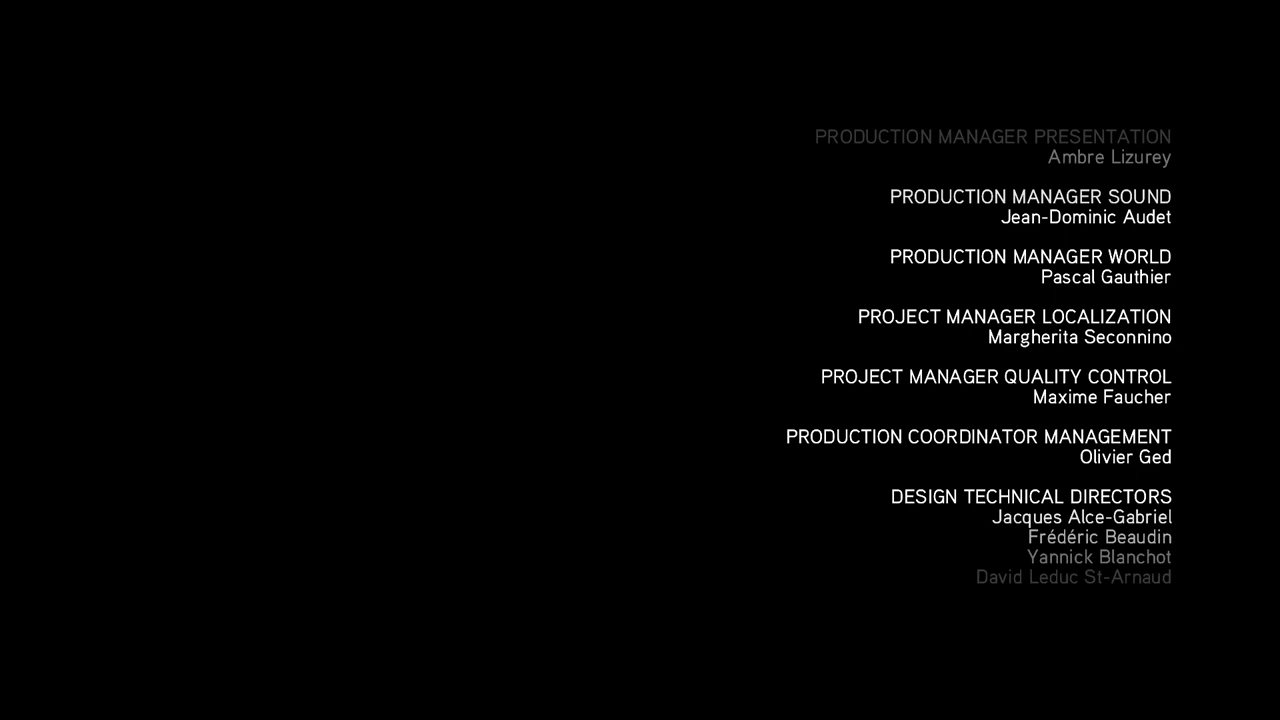 PRODUCTION MANAGER PRESENTATION
Ambre Lizurey
PRODUCTION MANAGER SOUND
Jean-Dominic Audet
PRODUCTION MANAGER WORLD
Pascal Gauthier
PROJECT MANAGER LOCALIZATION
Margherita Seconnino
PROJECT MANAGER QUALITY CONTROL
Maxime Faucher
PRODUCTION COORDINATOR MANAGEMENT
Olivier Ged
DESIGN TECHNICAL DIRECTORS
Jacques Alce-Gabriel
Frédéric Beaudin
Yannick Blanchot
David Leduc St-Arnaud